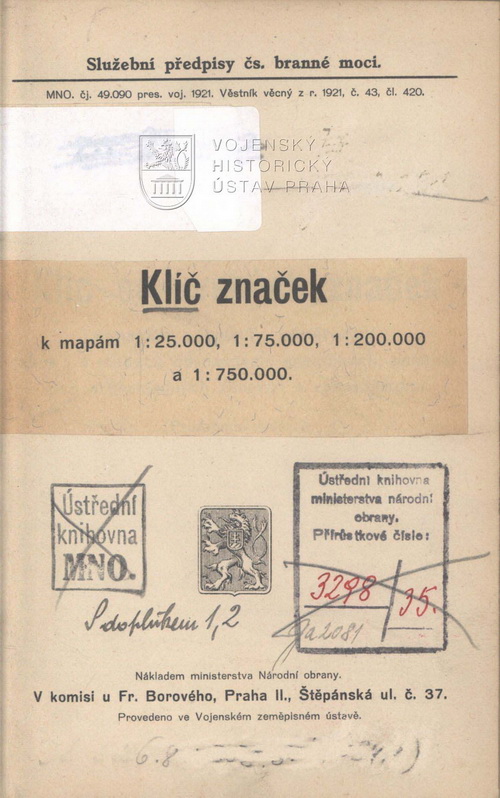 Služební předpisy čs. branné moci.
MNO. čj. 49.090 pres. voj. 1921. Věstník věcný z r. 1921, č. 43, čl. 420.
VOJENSKÝ
HISTORICKÝ
ÚSTAV PRAHA
Klíč značek
k mapám 1:25.000, 1:75.000, 1:200.000
a 1:750.000.
Ústřední
knihovna
MNO.
Ústřední knihovna
ministerstva národní
obrany.
Přírůstkové číslo:
3298/35.
Ja2081
S doplňkem 1,2
Nákladem ministerstva Národní obrany.
V komisi u Fr. Borového, Praha II., Štěpánská ul. č. 37.
Provedeno ve Vojenském zeměpisném ústavě.